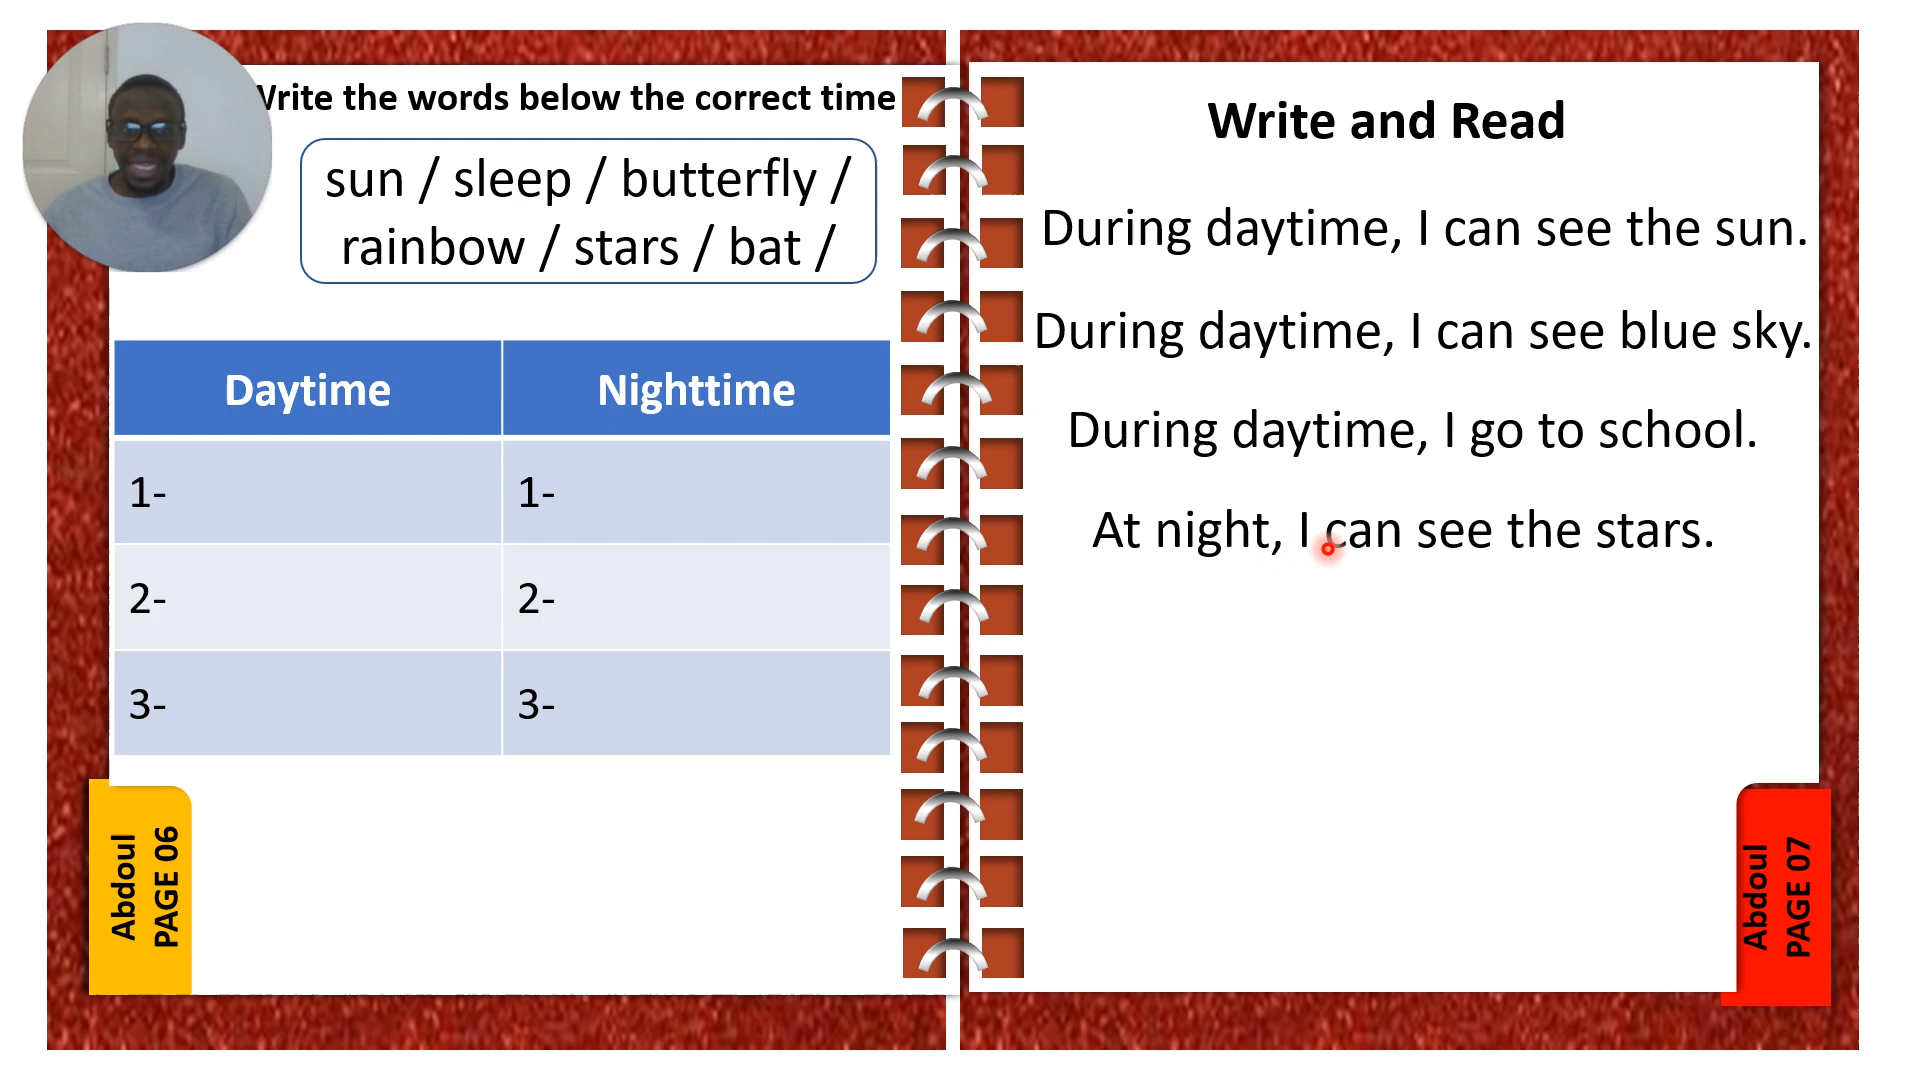 Write the words below the correct time
sun / sleep / butterfly /
rainbow / stars / bat /
Daytime Nighttime
1- 1-
2- 2-
3- 3-
Abdoul
PAGE 06
Write and Read
During daytime, I can see the sun.
During daytime, I can see blue sky.
During daytime, I go to school.
At night, I can see the stars.
Abdoul
PAGE 07